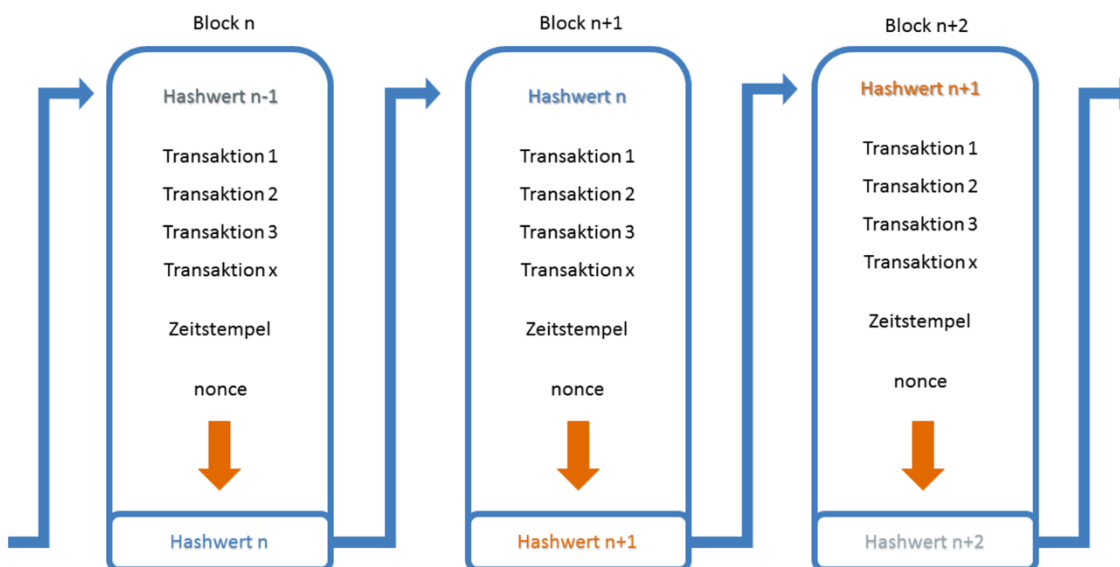 Block n
Hashwert n-1
Transaktion 1
Transaktion 2
Transaktion 3
Transaktion x
Zeitstempel
nonce
Hashwert n
Block n+1
Hashwert n
Transaktion 1
Transaktion 2
Transaktion 3
Transaktion x
Zeitstempel
nonce
Hashwert n+1
Block n+2
Hashwert n+1
Transaktion 1
Transaktion 2
Transaktion 3
Transaktion x
Zeitstempel
nonce
Hashwert n+2